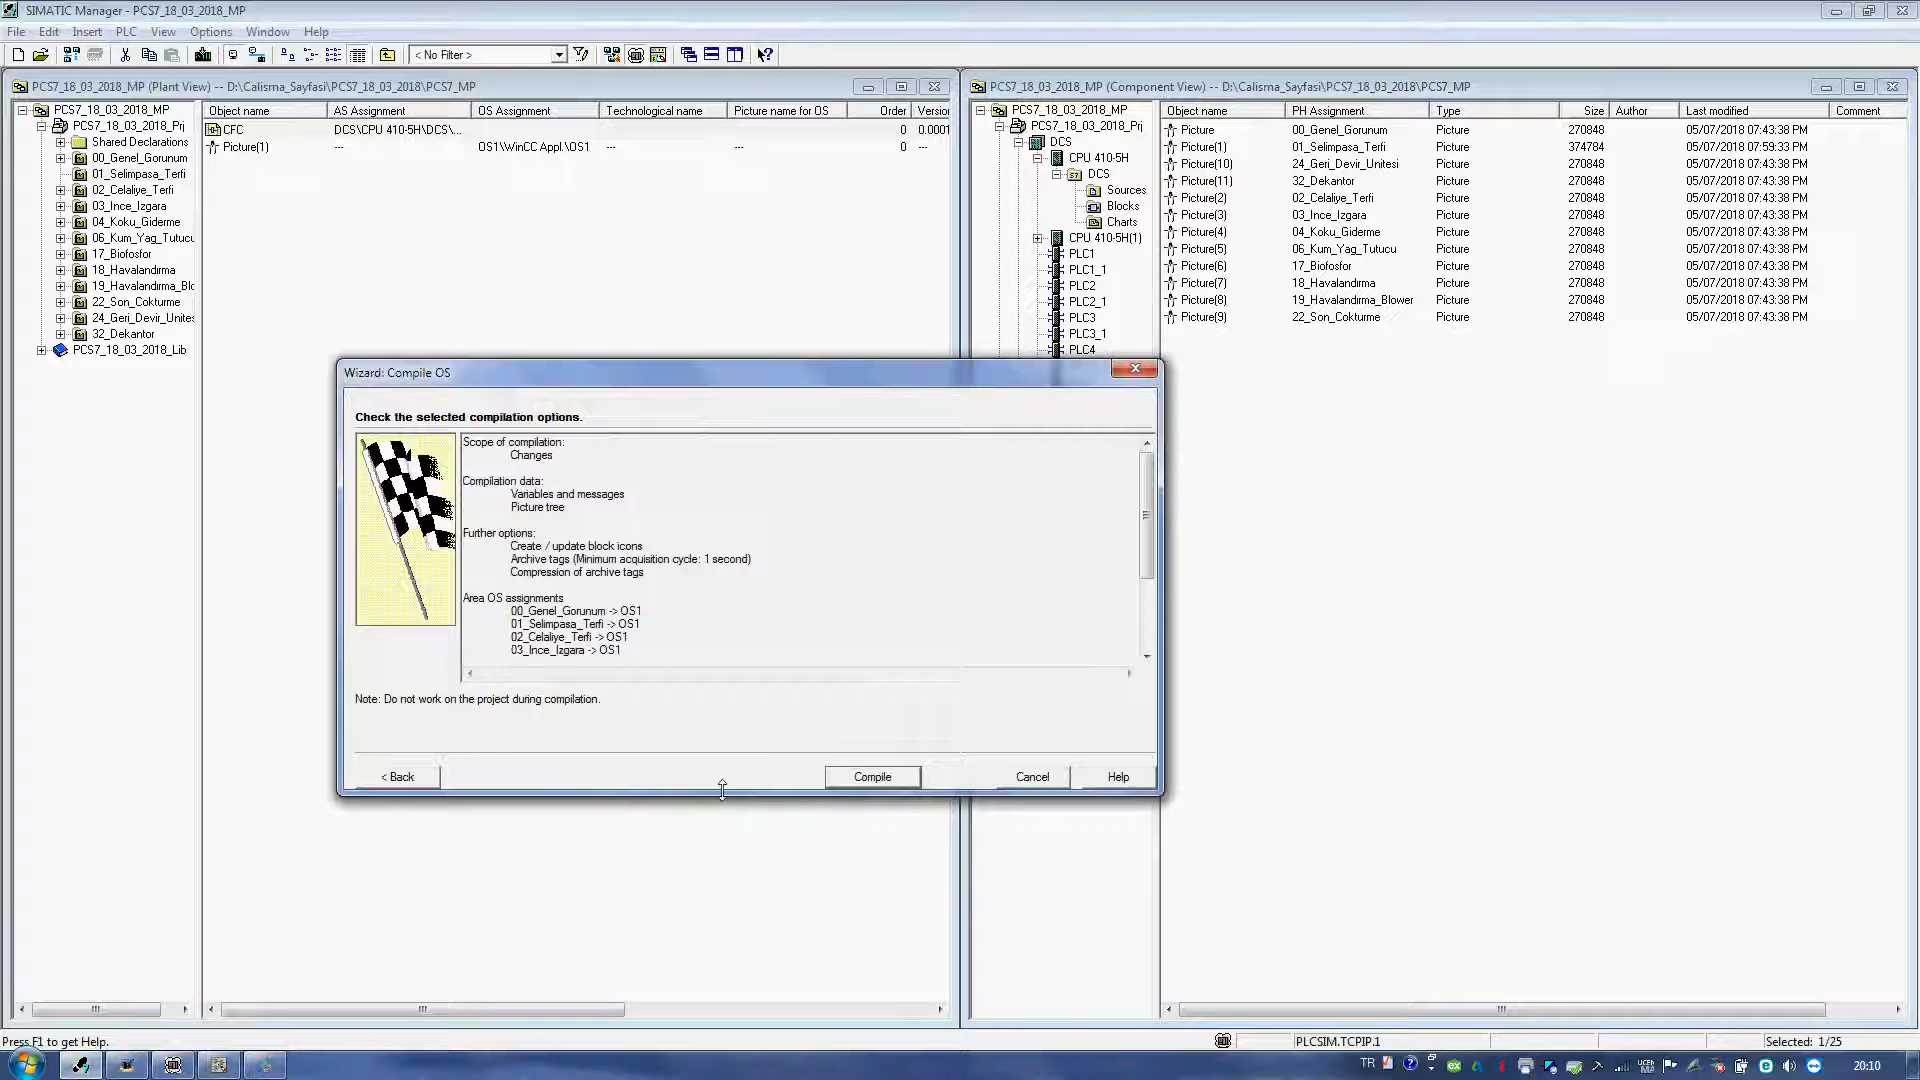 SIMATIC Manager - PCS7_18_03_2018_MP
File Edit Insert PLC View Options Window Help
< No Filter >
PCS7_18_03_2018_MP (Plant View) -- D:\Calisma_Sayfasi\PCS7_18_03_2018\PCS7_MP
PCS7_18_03_2018_MP
PCS7_18_03_2018_Prj
Shared Declarations
00_Genel_Gorunum
01_Selimpasa_Terfi
02_Celaliye_Terfi
03_Ince_Izgara
04_Koku_Giderme
06_Kum_Yag_Tutucu
17_Biofosfor
18_Havalandırma
19_Havalandırma_Blo
22_Son_Cokturme
24_Geri_Devir_Unites
32_Dekantor
PCS7_18_03_2018_Lib
Object name AS Assignment OS Assignment Technological name Picture name for OS Order Version
CFC DCS\CPU 410-5H\DCS\... 0 0.0001
Picture(1) --- OS1\WinCC Appl.\OS1 --- --- 0 ---
PCS7_18_03_2018_MP (Component View) -- D:\Calisma_Sayfasi\PCS7_18_03_2018\PCS7_MP
PCS7_18_03_2018_MP
PCS7_18_03_2018_Prj
DCS
CPU 410-5H
DCS
Sources
Blocks
Charts
CPU 410-5H(1)
PLC1
PLC1_1
PLC2
PLC2_1
PLC3
PLC3_1
PLC4
Object name PH Assignment Type Size Author Last modified Comment
Picture 00_Genel_Gorunum Picture 270848 05/07/2018 07:43:38 PM
Picture(1) 01_Selimpasa_Terfi Picture 374784 05/07/2018 07:59:33 PM
Picture(10) 24_Geri_Devir_Unitesi Picture 270848 05/07/2018 07:43:38 PM
Picture(11) 32_Dekantor Picture 270848 05/07/2018 07:43:38 PM
Picture(2) 02_Celaliye_Terfi Picture 270848 05/07/2018 07:43:38 PM
Picture(3) 03_Ince_Izgara Picture 270848 05/07/2018 07:43:38 PM
Picture(4) 04_Koku_Giderme Picture 270848 05/07/2018 07:43:38 PM
Picture(5) 06_Kum_Yag_Tutucu Picture 270848 05/07/2018 07:43:38 PM
Picture(6) 17_Biofosfor Picture 270848 05/07/2018 07:43:38 PM
Picture(7) 18_Havalandırma Picture 270848 05/07/2018 07:43:38 PM
Picture(8) 19_Havalandırma_Blower Picture 270848 05/07/2018 07:43:38 PM
Picture(9) 22_Son_Cokturme Picture 270848 05/07/2018 07:43:38 PM
Wizard: Compile OS
Check the selected compilation options.
Scope of compilation:
Changes
Compilation data:
Variables and messages
Picture tree
Further options:
Create / update block icons
Archive tags (Minimum acquisition cycle: 1 second)
Compression of archive tags
Area OS assignments
00_Genel_Gorunum -> OS1
01_Selimpasa_Terfi -> OS1
02_Celaliye_Terfi -> OS1
03_Ince_Izgara -> OS1
Note: Do not work on the project during compilation.
< Back Compile Cancel Help
Press F1 to get Help. PLCSIM.TCPIP.1 Selected: 1/25
TR 20:10